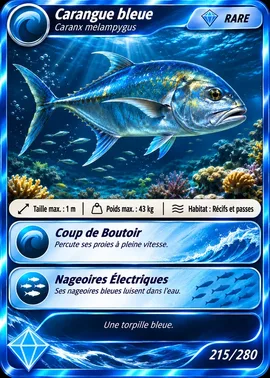 Carangue bleue
Caranx melampygus
RARE
Taille max. : 1 m
Poids max. : 43 kg
Habitat : Récifs et passes
Coup de Boutoir
Percute ses proies à pleine vitesse.
Nageoires Électriques
Ses nageoires bleues luisent dans l'eau.
Une torpille bleue.
215/280